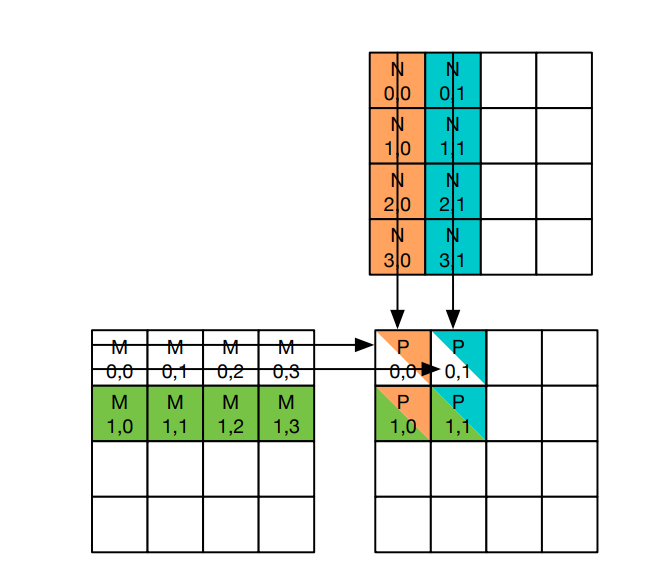 N N
0,0 0,1
N N
1,0 1,1
N N
2,0 2,1
N N
3,0 3,1
M M M M P P
0,0 0,1 0,2 0,3 0,0 0,1
M M M M P P
1,0 1,1 1,2 1,3 1,0 1,1